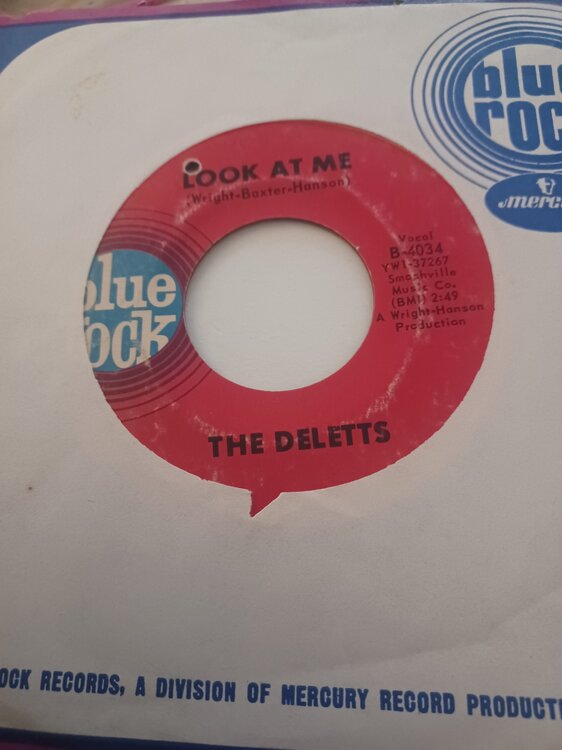 blue
rock
mercu
LOOK AT ME
(Wright-Baxter-Hanson)
Vocal
B-4034
YW1-37267
Smashville
Music Co.
(BMI) 2:49
A Wright-Hanson
Production
blue
rock
THE DELETTS
OCK RECORDS, A DIVISION OF MERCURY RECORD PRODUCT